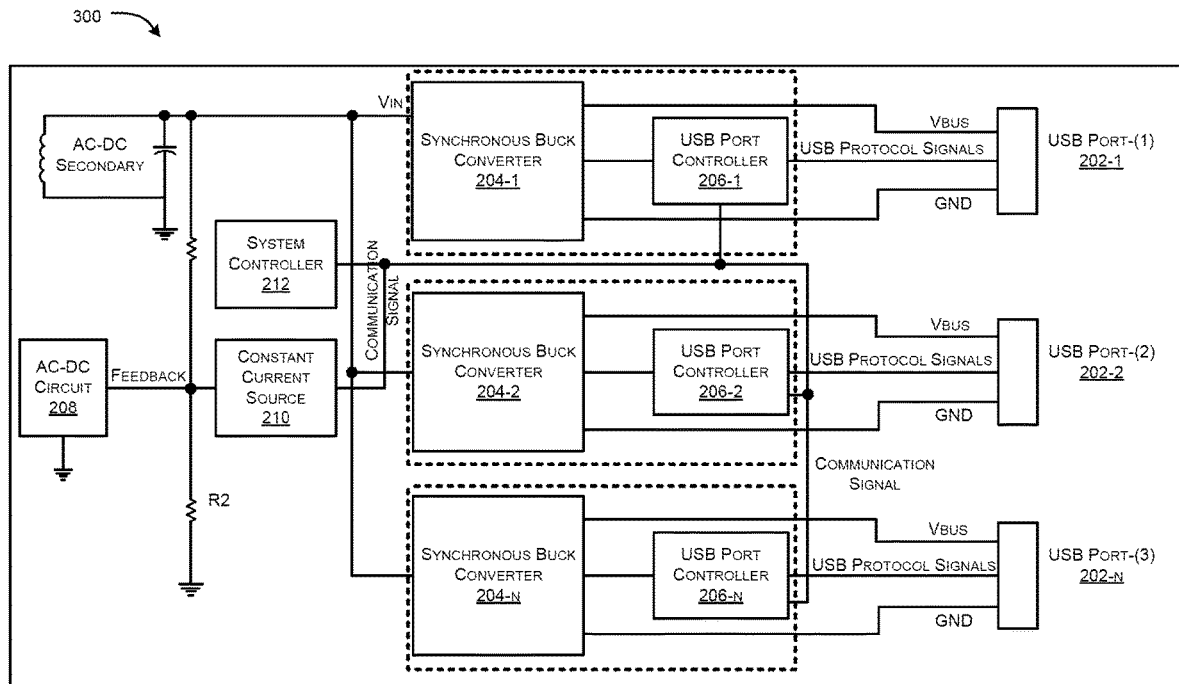 300
AC-DC
SECONDARY
VIN
SYNCHRONOUS BUCK
CONVERTER
204-1
USB PORT
CONTROLLER
206-1
VBUS
USB PROTOCOL SIGNALS
GND
USB PORT-(1)
202-1
SYSTEM
CONTROLLER
212
COMMUNICATION
SIGNAL
AC-DC
CIRCUIT
208
FEEDBACK
CONSTANT
CURRENT
SOURCE
210
SYNCHRONOUS BUCK
CONVERTER
204-2
USB PORT
CONTROLLER
206-2
VBUS
USB PROTOCOL SIGNALS
GND
USB PORT-(2)
202-2
COMMUNICATION
SIGNAL
R2
SYNCHRONOUS BUCK
CONVERTER
204-N
USB PORT
CONTROLLER
206-N
VBUS
USB PROTOCOL SIGNALS
GND
USB PORT-(3)
202-N